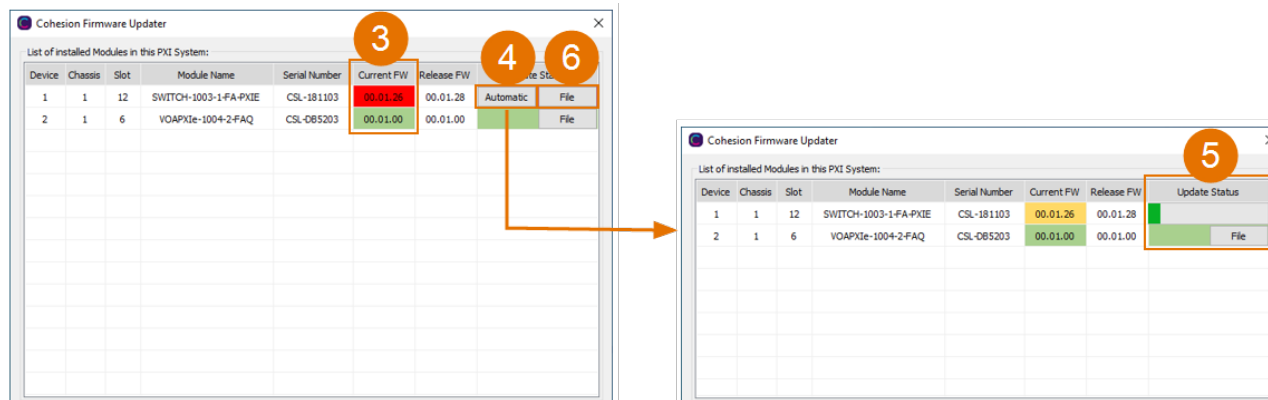 Cohesion Firmware Updater
3
4
6
List of installed Modules in this PXI System:
Device Chassis Slot Module Name Serial Number Current FW Release FW
1 1 12 SWITCH-1003-1-FA-PXIE CSL-181103 00.01.26 00.01.28 Automatic File
2 1 6 VOAPXIe-1004-2-FAQ CSL-DB5203 00.01.00 00.01.00 File
Cohesion Firmware Updater
5
List of installed Modules in this PXI System:
Device Chassis Slot Module Name Serial Number Current FW Release FW Update Status
1 1 12 SWITCH-1003-1-FA-PXIE CSL-181103 00.01.26 00.01.28
2 1 6 VOAPXIe-1004-2-FAQ CSL-DB5203 00.01.00 00.01.00 File